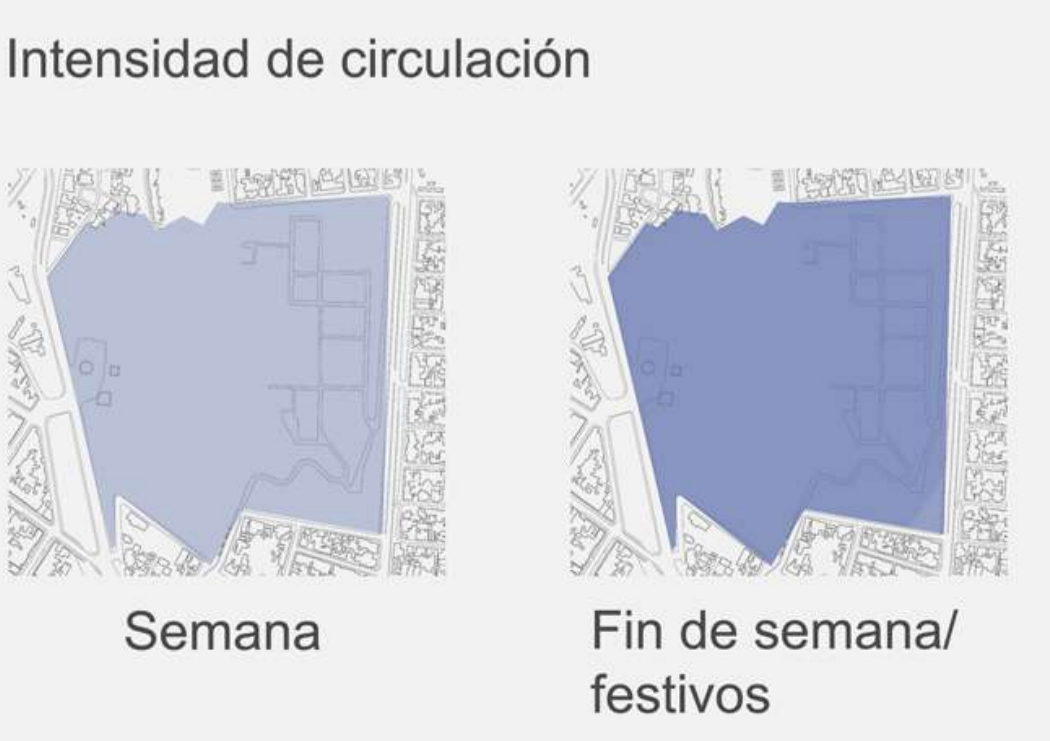 Intensidad de circulación
Semana
Fin de semana/
festivos